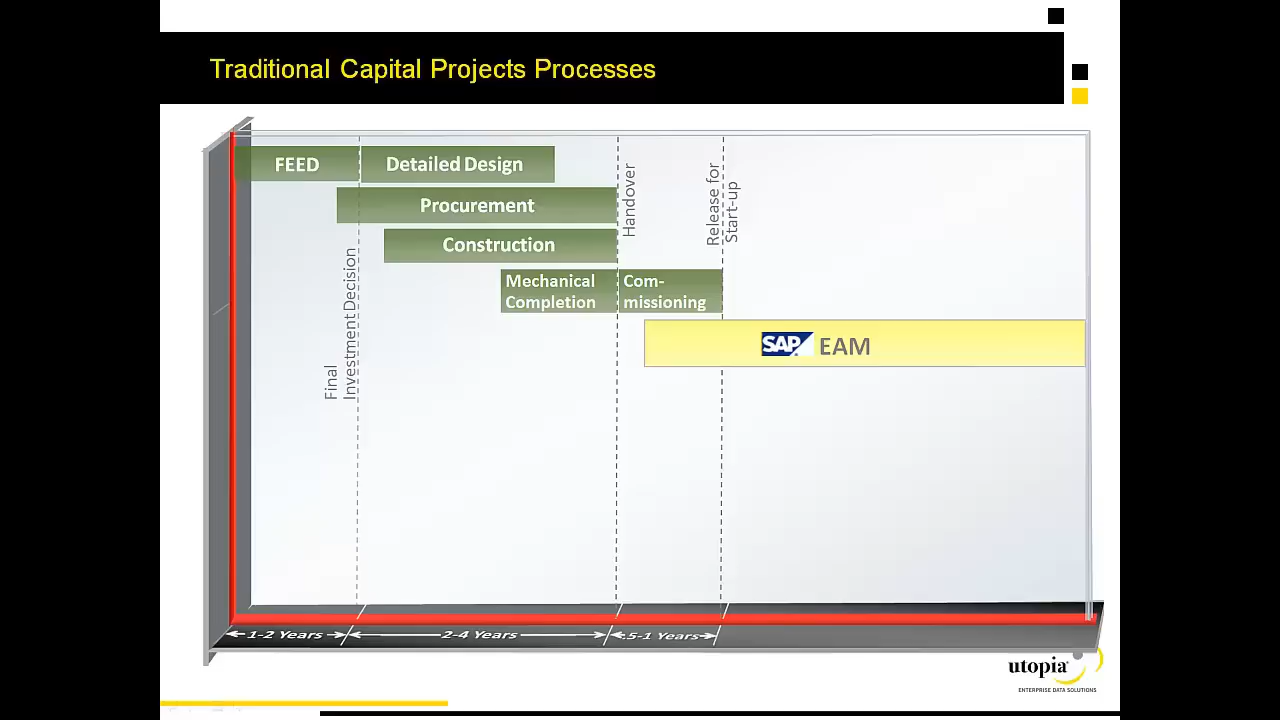 Traditional Capital Projects Processes
FEED
Detailed Design
Procurement
Construction
Mechanical
Completion
Com-
missioning
SAP EAM
Final
Investment Decision
Handover
Release for
Start-up
1-2 Years
2-4 Years
.5-1 Years
utopia
ENTERPRISE DATA SOLUTIONS